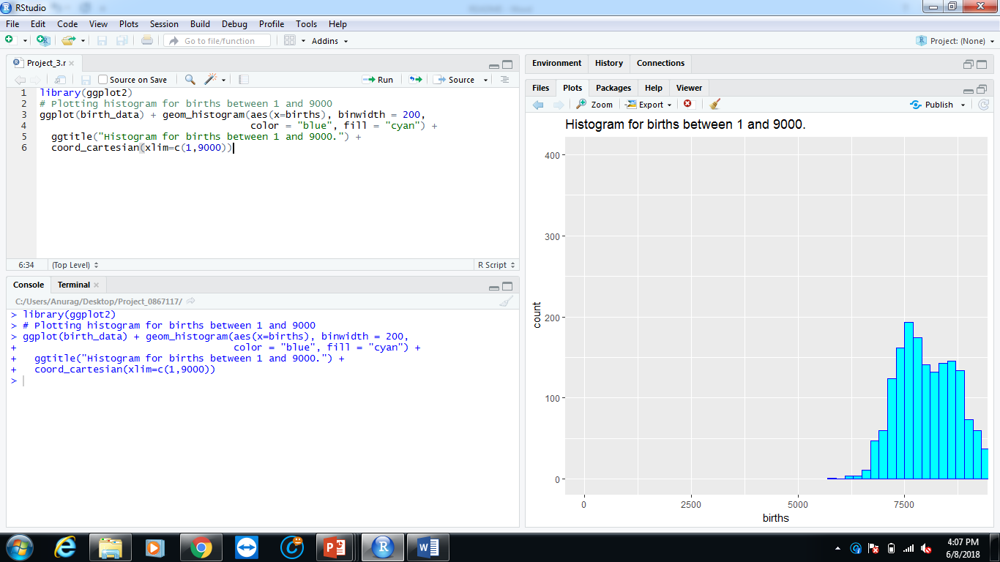 RStudio
File Edit Code View Plots Session Build Debug Profile Tools Help
Go to file/function Addins Project: (None)
Project_3.r
Source on Save Run Source
1 library(ggplot2)
2 # Plotting histogram for births between 1 and 9000
3 ggplot(birth_data) + geom_histogram(aes(x=births), binwidth = 200,
4 color = "blue", fill = "cyan") +
5 ggtitle("Histogram for births between 1 and 9000.") +
6 coord_cartesian(xlim=c(1,9000))
6:34 (Top Level) R Script
Console Terminal
C:/Users/Anurag/Desktop/Project_0867117/
> library(ggplot2)
> # Plotting histogram for births between 1 and 9000
> ggplot(birth_data) + geom_histogram(aes(x=births), binwidth = 200,
+ color = "blue", fill = "cyan") +
+ ggtitle("Histogram for births between 1 and 9000.") +
+ coord_cartesian(xlim=c(1,9000))
>
Environment History Connections
Files Plots Packages Help Viewer
Zoom Export Publish
Histogram for births between 1 and 9000.
400
300
200
100
0
count
0 2500 5000 7500
births
4:07 PM
6/8/2018